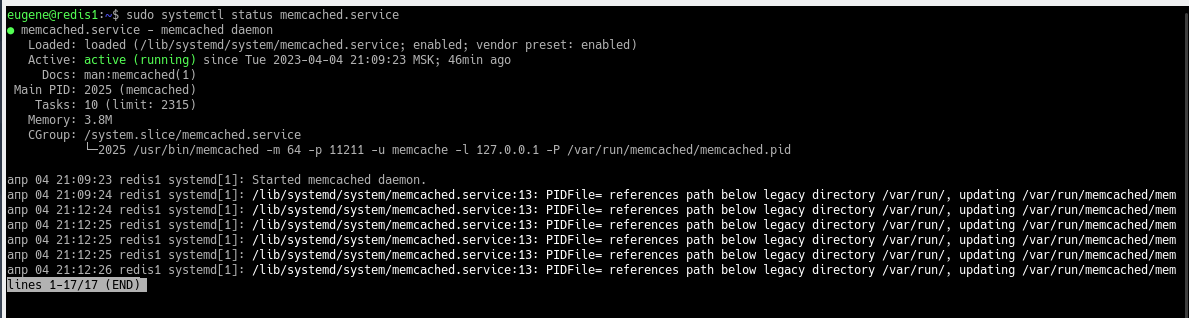 eugene@redis1:~$ sudo systemctl status memcached.service
● memcached.service - memcached daemon
Loaded: loaded (/lib/systemd/system/memcached.service; enabled; vendor preset: enabled)
Active: active (running) since Tue 2023-04-04 21:09:23 MSK; 46min ago
Docs: man:memcached(1)
Main PID: 2025 (memcached)
Tasks: 10 (limit: 2315)
Memory: 3.8M
CGroup: /system.slice/memcached.service
└─2025 /usr/bin/memcached -m 64 -p 11211 -u memcache -l 127.0.0.1 -P /var/run/memcached/memcached.pid
апр 04 21:09:23 redis1 systemd[1]: Started memcached daemon.
апр 04 21:09:24 redis1 systemd[1]: /lib/systemd/system/memcached.service:13: PIDFile= references path below legacy directory /var/run/, updating /var/run/memcached/mem
апр 04 21:12:24 redis1 systemd[1]: /lib/systemd/system/memcached.service:13: PIDFile= references path below legacy directory /var/run/, updating /var/run/memcached/mem
апр 04 21:12:25 redis1 systemd[1]: /lib/systemd/system/memcached.service:13: PIDFile= references path below legacy directory /var/run/, updating /var/run/memcached/mem
апр 04 21:12:25 redis1 systemd[1]: /lib/systemd/system/memcached.service:13: PIDFile= references path below legacy directory /var/run/, updating /var/run/memcached/mem
апр 04 21:12:25 redis1 systemd[1]: /lib/systemd/system/memcached.service:13: PIDFile= references path below legacy directory /var/run/, updating /var/run/memcached/mem
апр 04 21:12:26 redis1 systemd[1]: /lib/systemd/system/memcached.service:13: PIDFile= references path below legacy directory /var/run/, updating /var/run/memcached/mem
lines 1-17/17 (END)